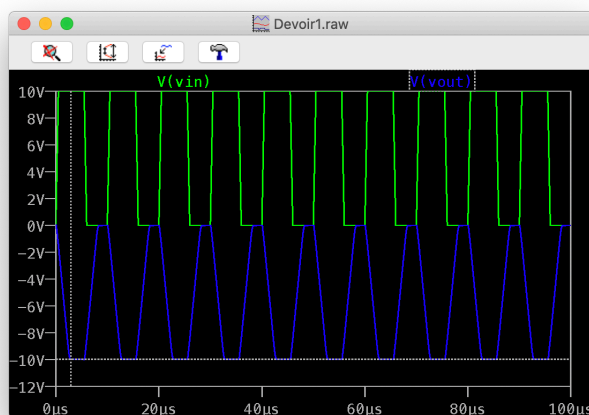 Devoir1.raw
V(vin) V(vout)
10V
8V
6V
4V
2V
0V
-2V
-4V
-6V
-8V
-10V
-12V
0µs 20µs 40µs 60µs 80µs 100µs